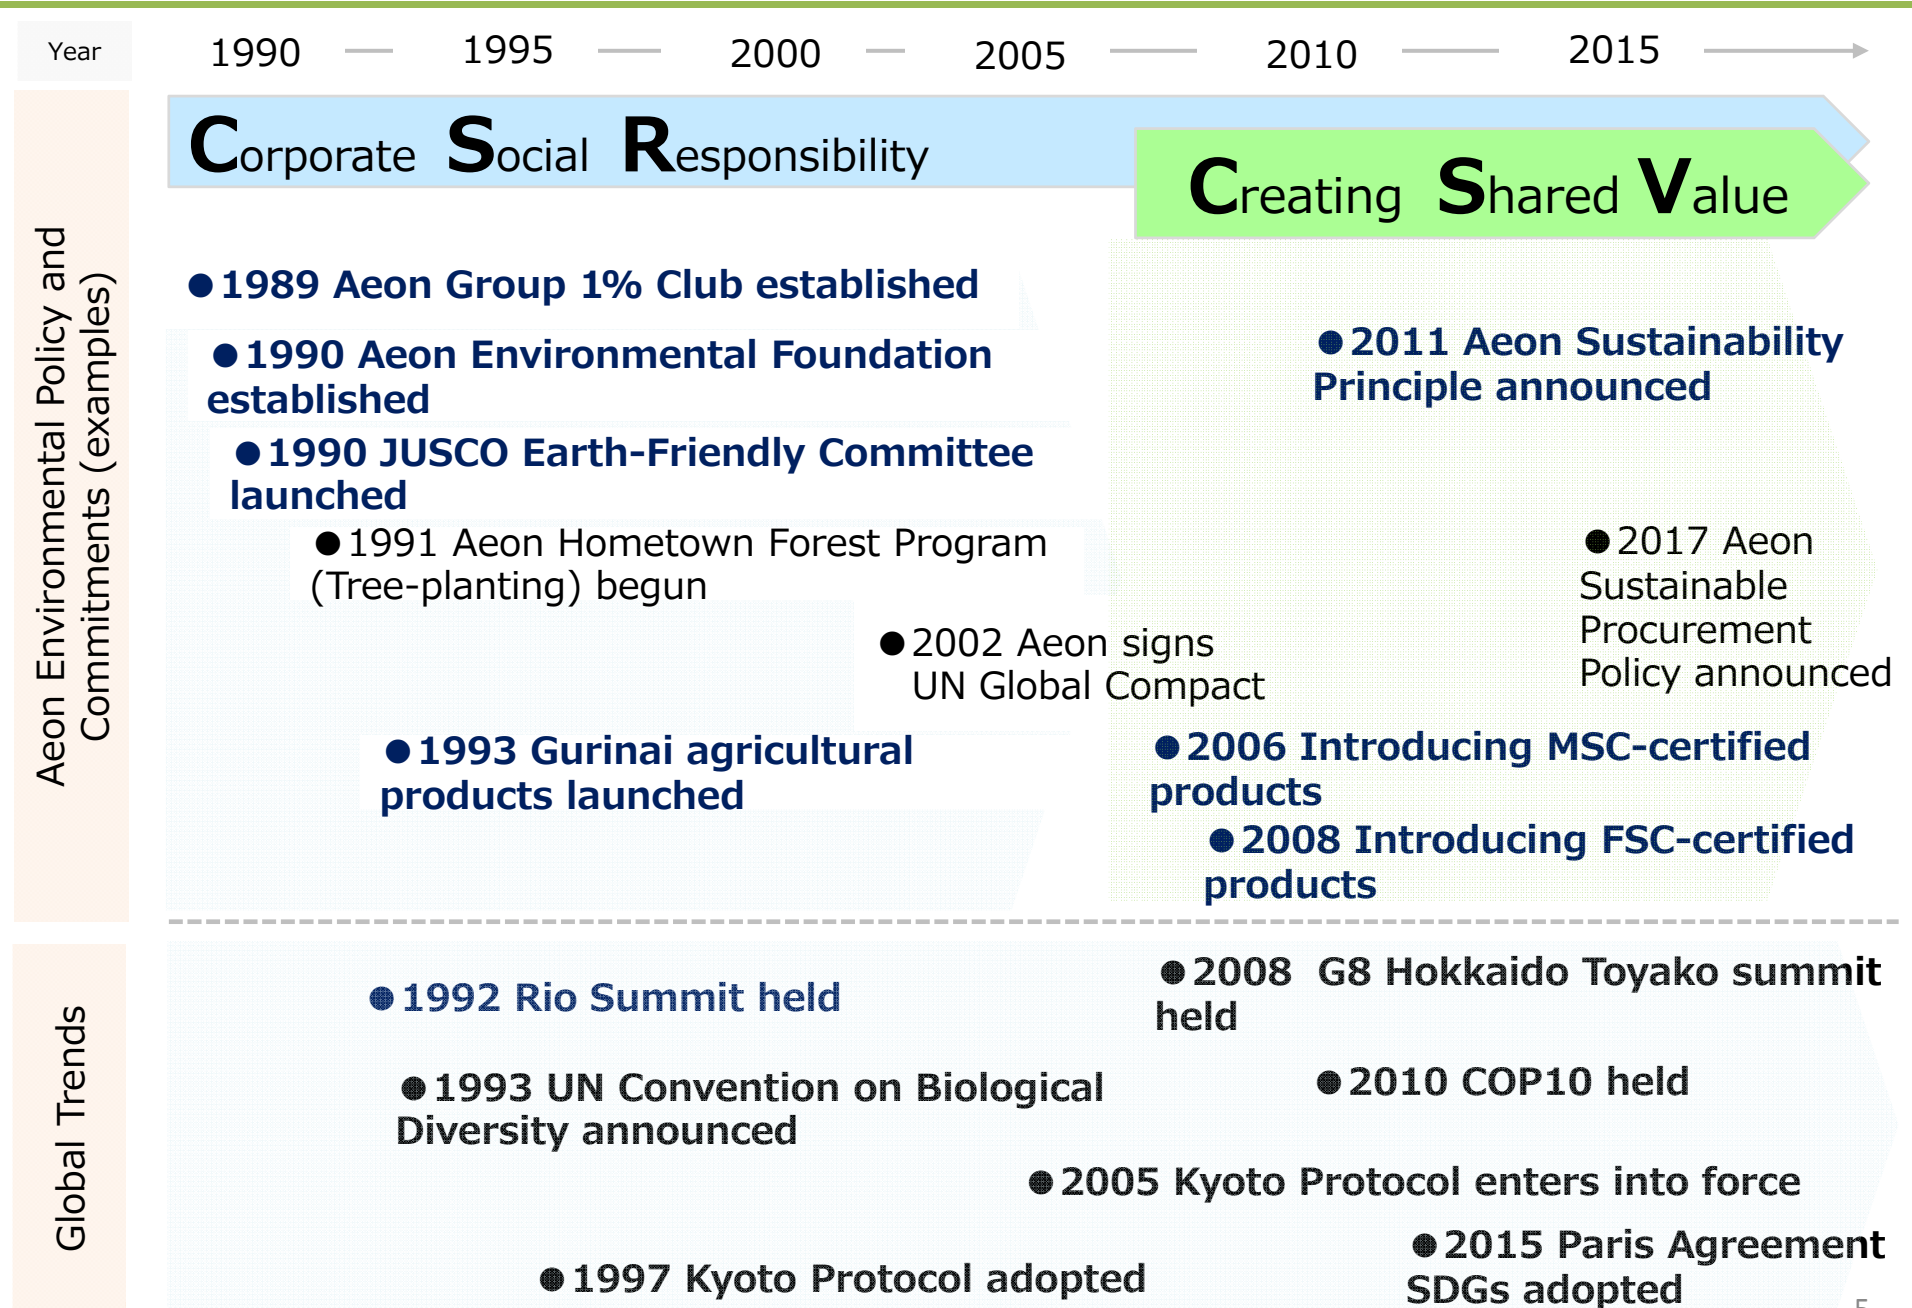 Year 1990 1995 2000 2005 2010 2015
Corporate Social Responsibility
Creating Shared Value
Aeon Environmental Policy and
Commitments (examples)
●1989 Aeon Group 1% Club established
●1990 Aeon Environmental Foundation
established
●1990 JUSCO Earth-Friendly Committee
launched
●1991 Aeon Hometown Forest Program
(Tree-planting) begun
●2002 Aeon signs
UN Global Compact
●1993 Gurinai agricultural
products launched
●2011 Aeon Sustainability
Principle announced
●2017 Aeon
Sustainable
Procurement
Policy announced
●2006 Introducing MSC-certified
products
●2008 Introducing FSC-certified
products
Global Trends
●1992 Rio Summit held
●1993 UN Convention on Biological
Diversity announced
●1997 Kyoto Protocol adopted
●2008 G8 Hokkaido Toyako summit
held
●2010 COP10 held
●2005 Kyoto Protocol enters into force
●2015 Paris Agreement
SDGs adopted